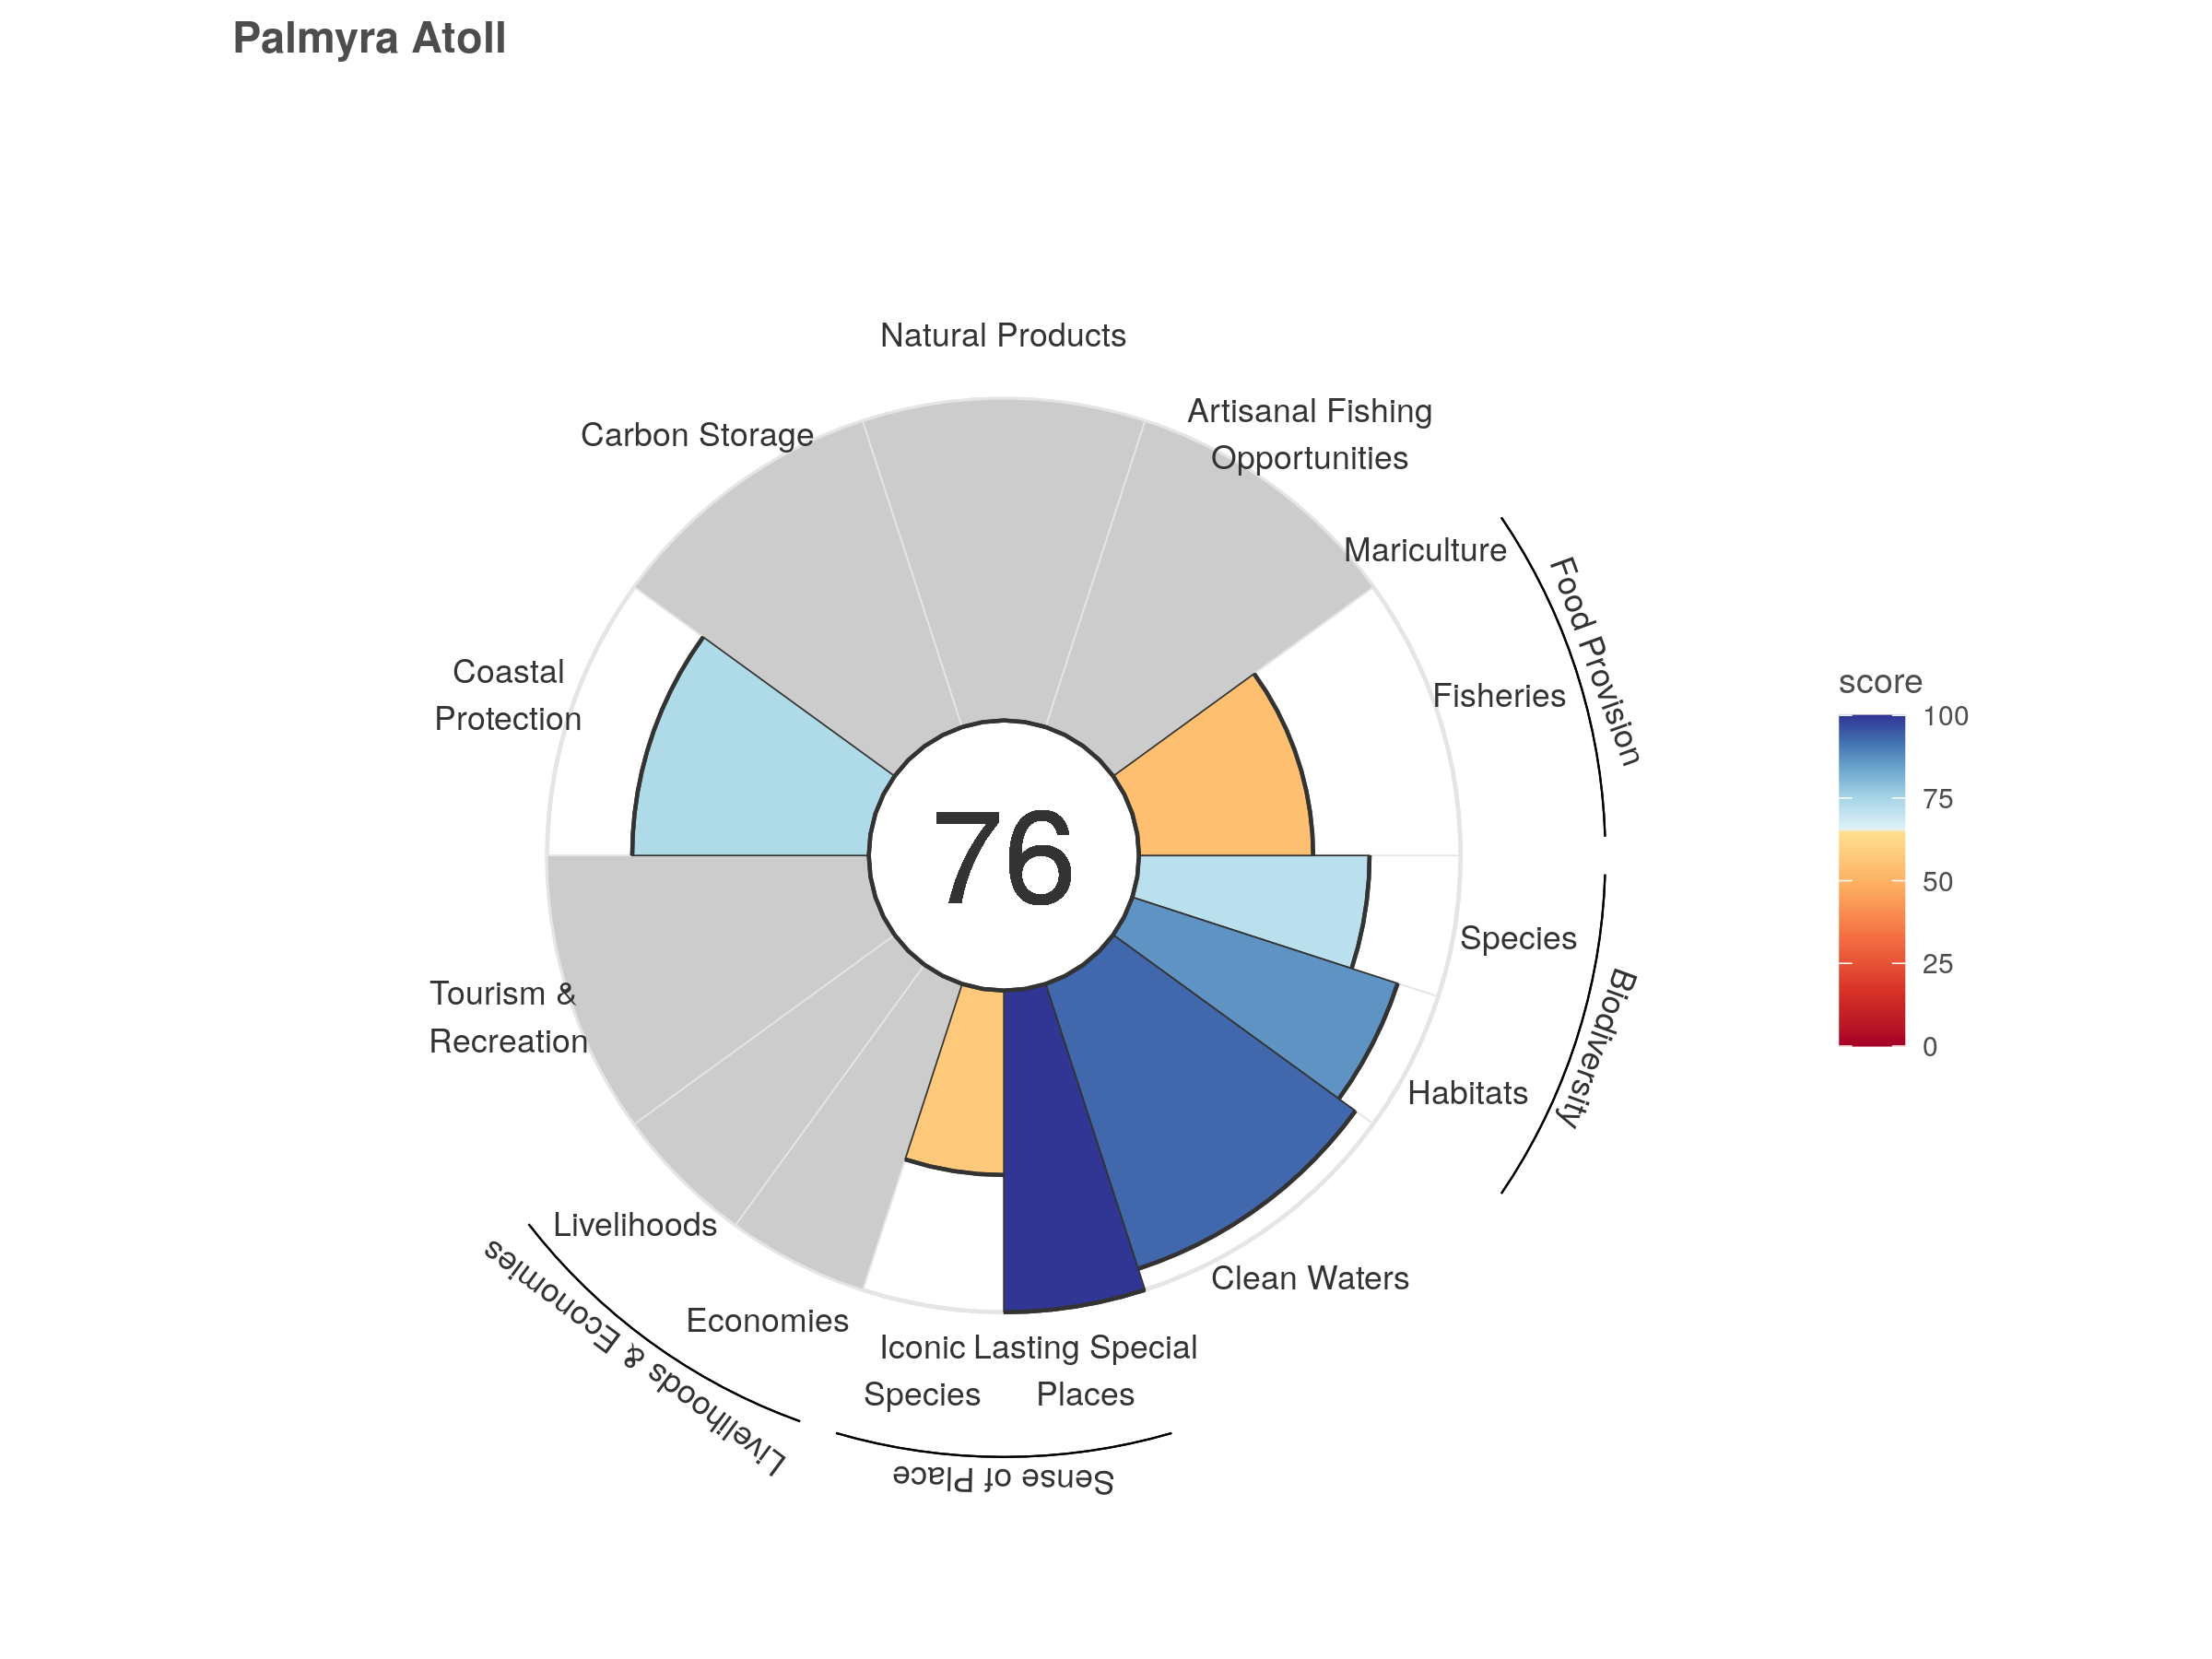 Palmyra Atoll
Natural Products
Artisanal Fishing
Opportunities
Carbon Storage
Mariculture
Food Provision
Fisheries
Coastal
Protection
76
score
100
75
50
25
0
Species
Biodiversity
Habitats
Tourism &
Recreation
Livelihoods
Livelihoods & Economies
Economies
Clean Waters
Iconic
Species
Lasting Special
Places
Sense of Place